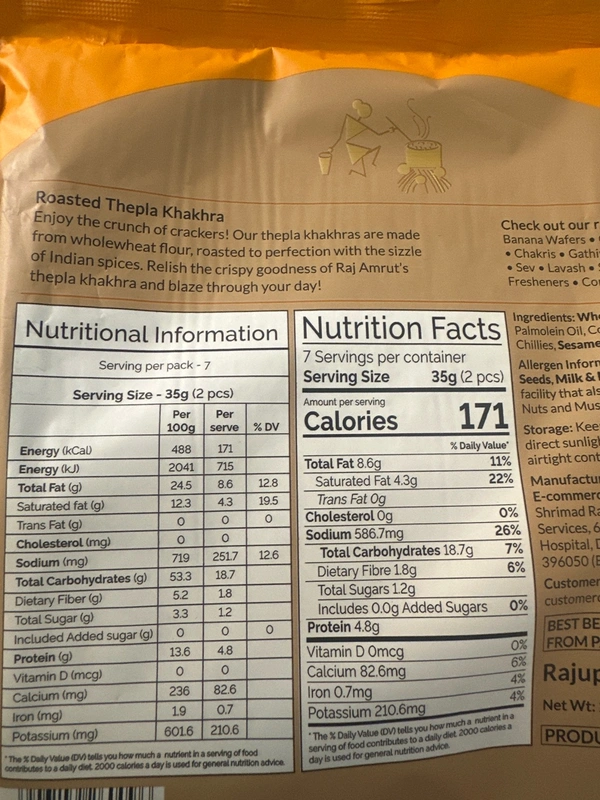 Roasted Thepla Khakhra
Enjoy the crunch of crackers! Our thepla khakhras are made
from wholewheat flour, roasted to perfection with the sizzle
of Indian spices. Relish the crispy goodness of Raj Amrut's
thepla khakhra and blaze through your day!
Check out our r
Banana Wafers •
• Chakris • Gathi
• Sev • Lavash •
Fresheners • Co
Nutritional Information
Serving per pack - 7
Serving Size - 35g (2 pcs)
Per 100g Per serve % DV
Energy (kCal) 488 171
Energy (kJ) 2041 715
Total Fat (g) 24.5 8.6 12.8
Saturated fat (g) 12.3 4.3 19.5
Trans Fat (g) 0 0 0
Cholesterol (mg) 0 0
Sodium (mg) 719 251.7 12.6
Total Carbohydrates (g) 53.3 18.7
Dietary Fiber (g) 5.2 1.8
Total Sugar (g) 3.3 1.2
Included Added sugar (g) 0 0 0
Protein (g) 13.6 4.8
Vitamin D (mcg) 0 0
Calcium (mg) 236 82.6
Iron (mg) 1.9 0.7
Potassium (mg) 601.6 210.6
*The % Daily Value (DV) tells you how much a nutrient in a serving of food
contributes to a daily diet. 2000 calories a day is used for general nutrition advice.
Nutrition Facts
7 Servings per container
Serving Size 35g (2 pcs)
Amount per serving
Calories 171
% Daily Value*
Total Fat 8.6g 11%
Saturated Fat 4.3g 22%
Trans Fat 0g
Cholesterol 0g 0%
Sodium 586.7mg 26%
Total Carbohydrates 18.7g 7%
Dietary Fibre 1.8g 6%
Total Sugars 1.2g
Includes 0.0g Added Sugars 0%
Protein 4.8g
Vitamin D 0mcg 0%
Calcium 82.6mg 6%
Iron 0.7mg 4%
Potassium 210.6mg 4%
*The % Daily Value (DV) tells you how much a nutrient in a
serving of food contributes to a daily diet. 2000 calories a
day is used for general nutrition advice.
Ingredients: Who
Palmolein Oil, Co
Chillies, Sesame
Allergen Inform
Seeds, Milk &
facility that als
Nuts and Mus
Storage: Kee
direct sunlig
airtight cont
Manufactu
E-commerc
Shrimad Ra
Services, 6
Hospital,
396050
Customer
customerc
BEST BE
FROM P
Rajup
Net Wt:
PRODU